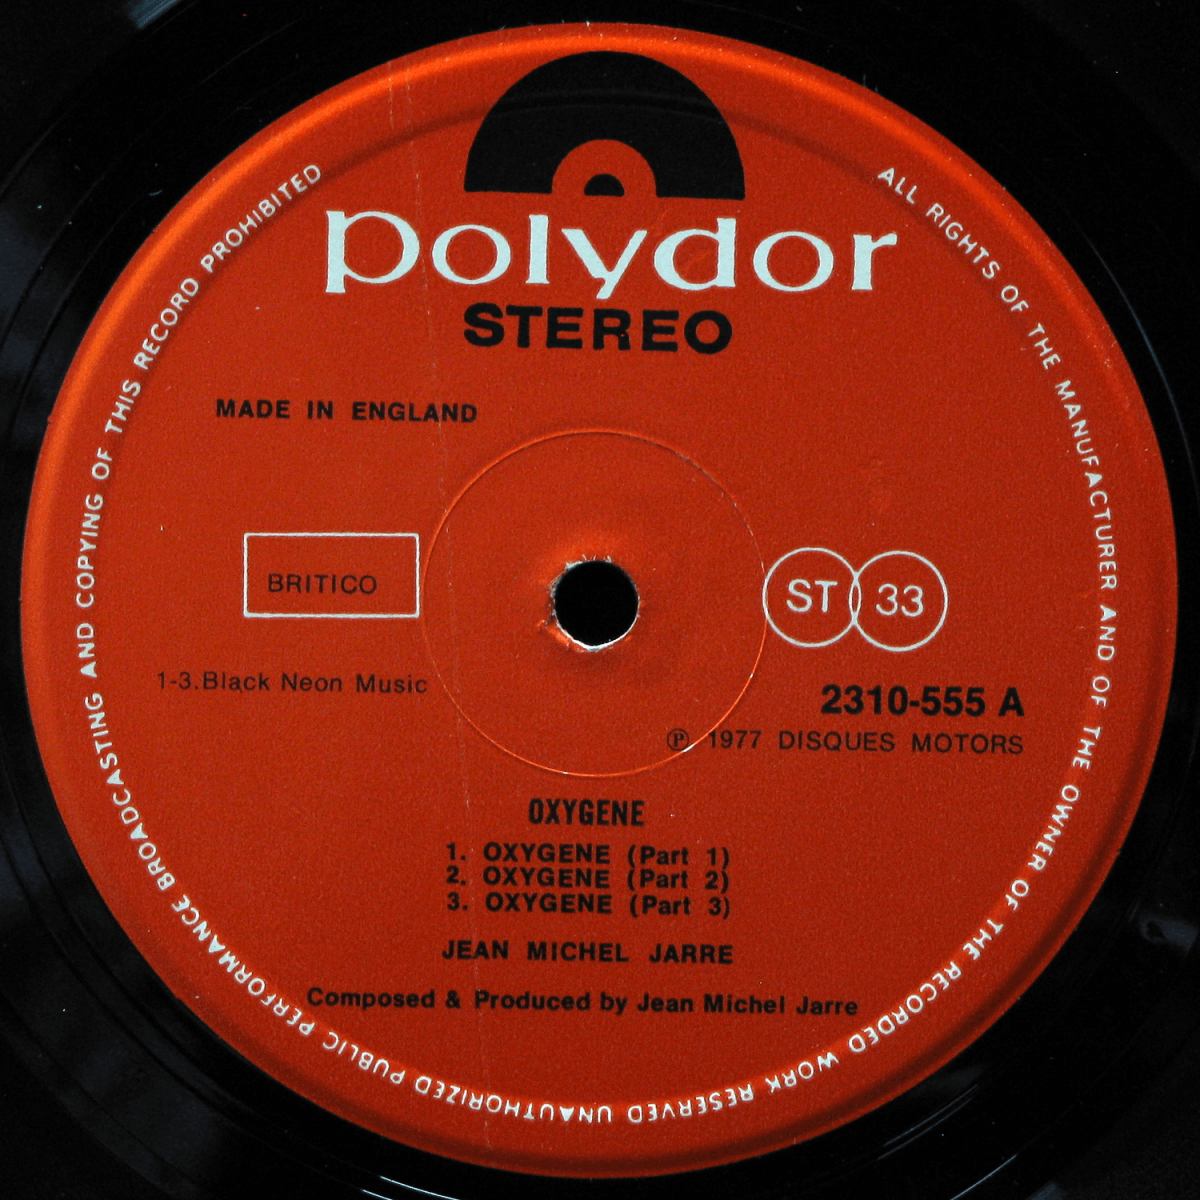 polydor
STEREO
MADE IN ENGLAND
BRITICO
ST 33
1-3.Black Neon Music
2310-555 A
℗ 1977 DISQUES MOTORS
OXYGENE
1. OXYGENE (Part 1)
2. OXYGENE (Part 2)
3. OXYGENE (Part 3)
JEAN MICHEL JARRE
Composed & Produced by Jean Michel Jarre
ALL RIGHTS OF THE MANUFACTURER AND OF THE OWNER OF THE RECORDED WORK RESERVED UNAUTHORIZED PUBLIC PERFORMANCE BROADCASTING AND COPYING OF THIS RECORD PROHIBITED